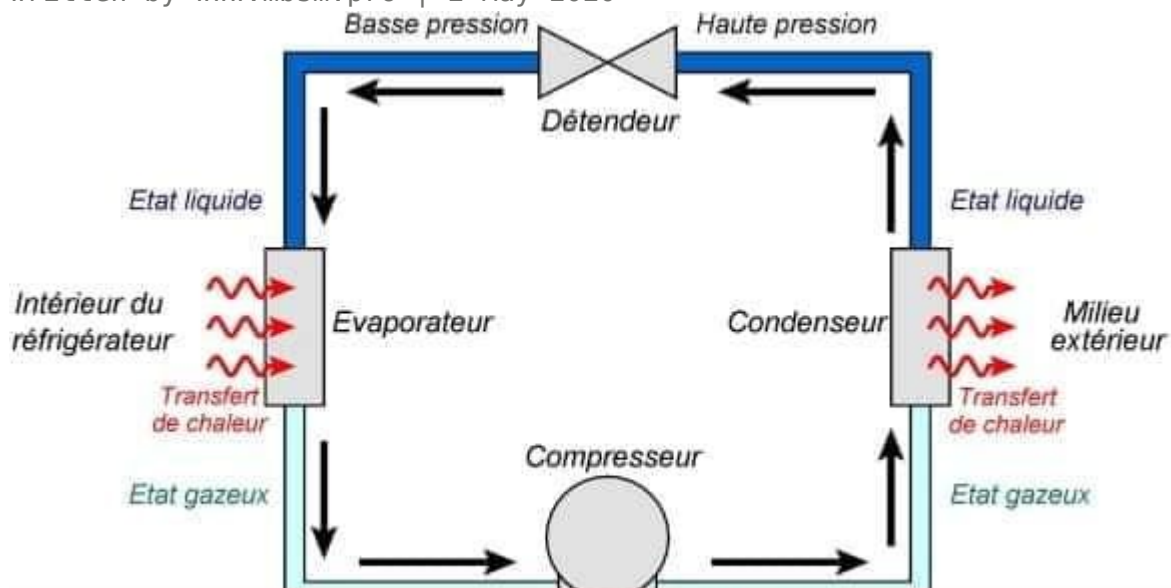 Basse pression
Haute pression
Détendeur
Etat liquide
Etat liquide
Intérieur du
réfrigérateur
Evaporateur
Condenseur
Milieu
extérieur
Transfert
de chaleur
Transfert
de chaleur
Compresseur
Etat gazeux
Etat gazeux